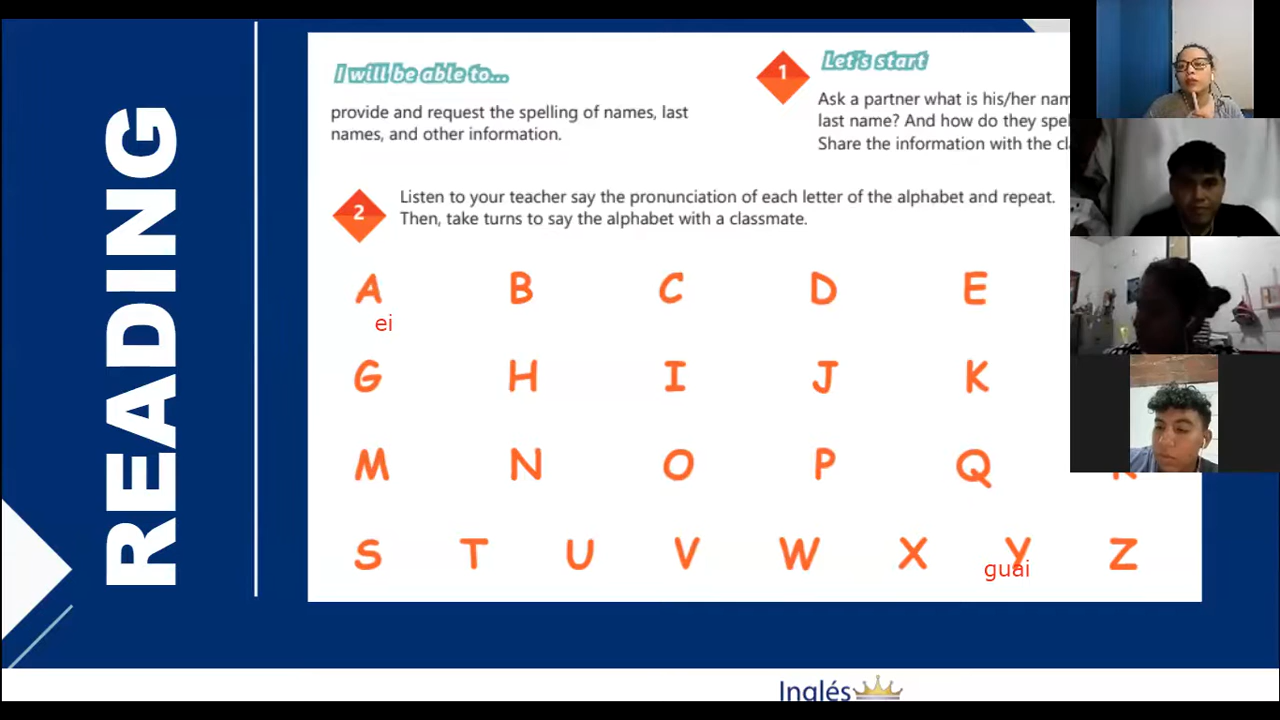 READING
I will be able to...
provide and request the spelling of names, last
names, and other information.
1
Let's start
Ask a partner what is his/her
last name? And how do they
Share the information with the
2
Listen to your teacher say the pronunciation of each letter of the alphabet and repeat.
Then, take turns to say the alphabet with a classmate.
A B C D E
ei
G H I J K
M N O P Q
S T U V W X Y Z
guai
Inglés